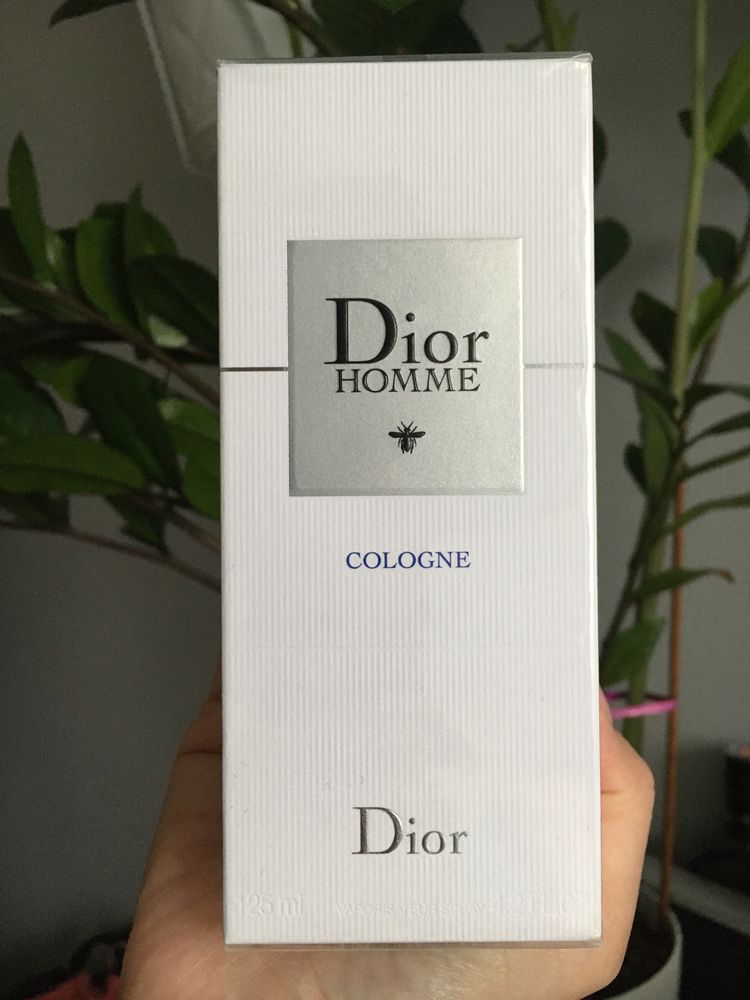 Dior
HOMME
COLOGNE
Dior
125 ml VAPORISATEUR SPRAY 4.2 FL.OZ